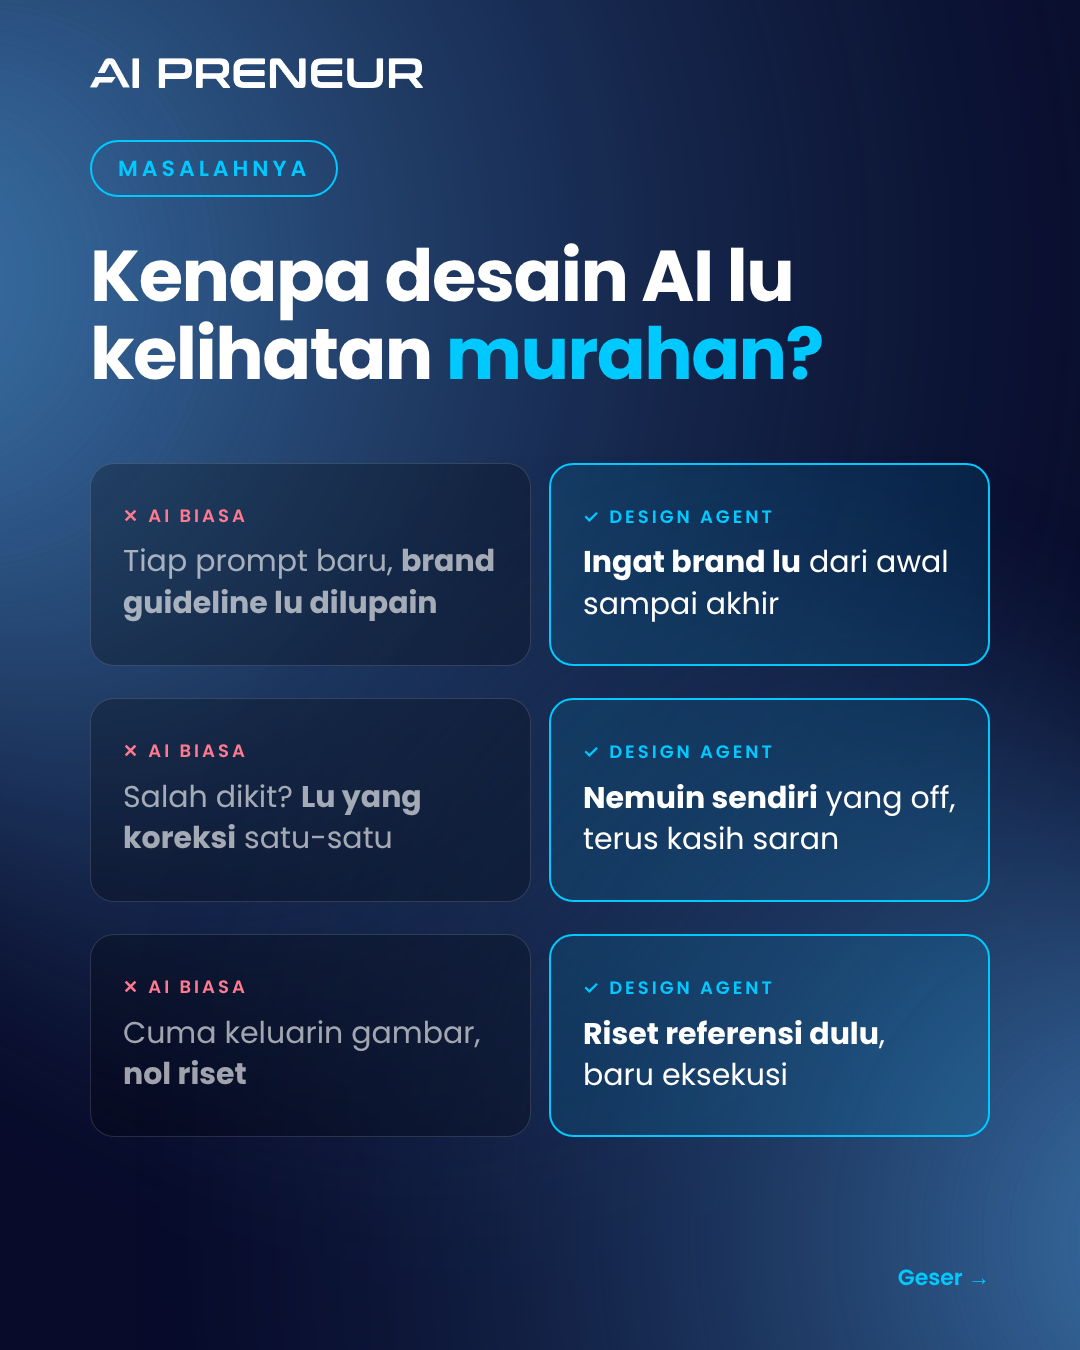 AI PRENEUR
MASALAHNYA
Kenapa desain AI lu
kelihatan murahan?
✕ AI BIASA
Tiap prompt baru, brand
guideline lu dilupain
✓ DESIGN AGENT
Ingat brand lu dari awal
sampai akhir
✕ AI BIASA
Salah dikit? Lu yang
koreksi satu-satu
✓ DESIGN AGENT
Nemuin sendiri yang off,
terus kasih saran
✕ AI BIASA
Cuma keluarin gambar,
nol riset
✓ DESIGN AGENT
Riset referensi dulu,
baru eksekusi
Geser →